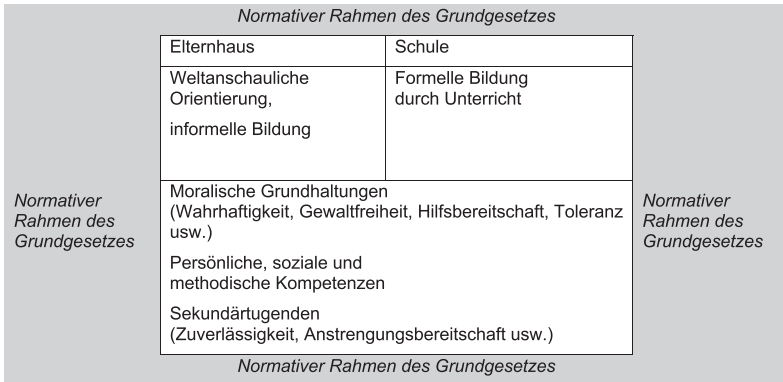 Normativer Rahmen des Grundgesetzes
Elternhaus
Schule
Weltanschauliche
Orientierung,
informelle Bildung
Formelle Bildung
durch Unterricht
Normativer
Rahmen des
Grundgesetzes
Moralische Grundhaltungen
(Wahrhaftigkeit, Gewaltfreiheit, Hilfsbereitschaft, Toleranz
usw.)
Persönliche, soziale und
methodische Kompetenzen
Sekundärtugenden
(Zuverlässigkeit, Anstrengungsbereitschaft usw.)
Normativer
Rahmen des
Grundgesetzes
Normativer Rahmen des Grundgesetzes